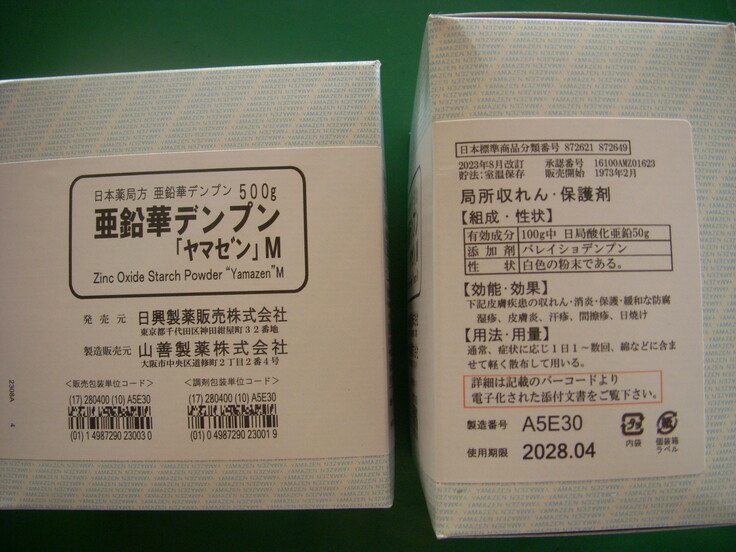 日本薬局方 亜鉛華デンプン 500g
亜鉛華デンプン
「ヤマゼン」M
Zinc Oxide Starch Powder "Yamazen" M
発売元 日興製薬販売株式会社
東京都千代田区神田紺屋町32番地
製造販売元 山善製薬株式会社
大阪市中央区道修町2丁目2番4号
<販売包装単位コード>
<調剤包装単位コード>
(17) 280400 (10) A5E30
(17) 280400 (10) A5E30
(01) 1 4987290 23003 0
(01) 0 4987290 23001 9
2308A
4
日本標準商品分類番号 872621 872649
2023年8月改訂 承認番号 16100AMZ01623
貯法:室温保存 販売開始 1973年2月
局所収れん・保護剤
【組成・性状】
有効成分 100g中 日局酸化亜鉛50g
添加剤 バレイショデンプン
性状 白色の粉末である。
【効能・効果】
下記皮膚疾患の収れん・消炎・保護・緩和な防腐
湿疹、皮膚炎、汗疹、間擦疹、日焼け
【用法・用量】
通常、症状に応じ1日1〜数回、綿などに含ま
せて軽く散布して用いる。
詳細は記載のバーコードより
電子化された添付文書をご覧下さい。
製造番号 A5E30
使用期限 2028.04
プラ
内袋
紙
個装箱
ラベル
YAMAZEN